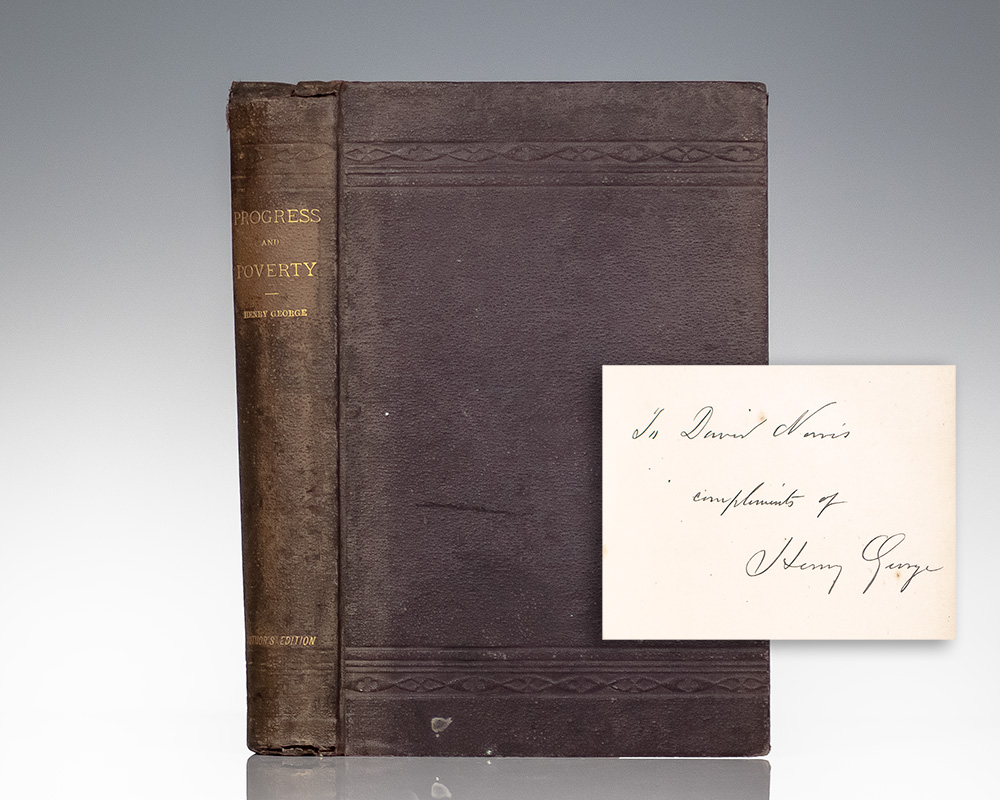 PROGRESS
AND
POVERTY
HENRY GEORGE
AUTHOR'S EDITION
To David Norris
compliments of
Henry George